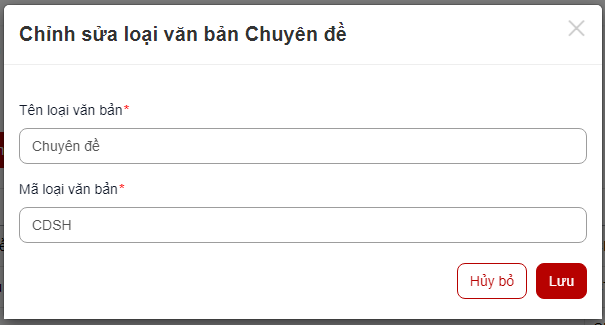 Chỉnh sửa loại văn bản Chuyên đề
Tên loại văn bản*
Chuyên đề
Mã loại văn bản*
CDSH
Hủy bỏ Lưu